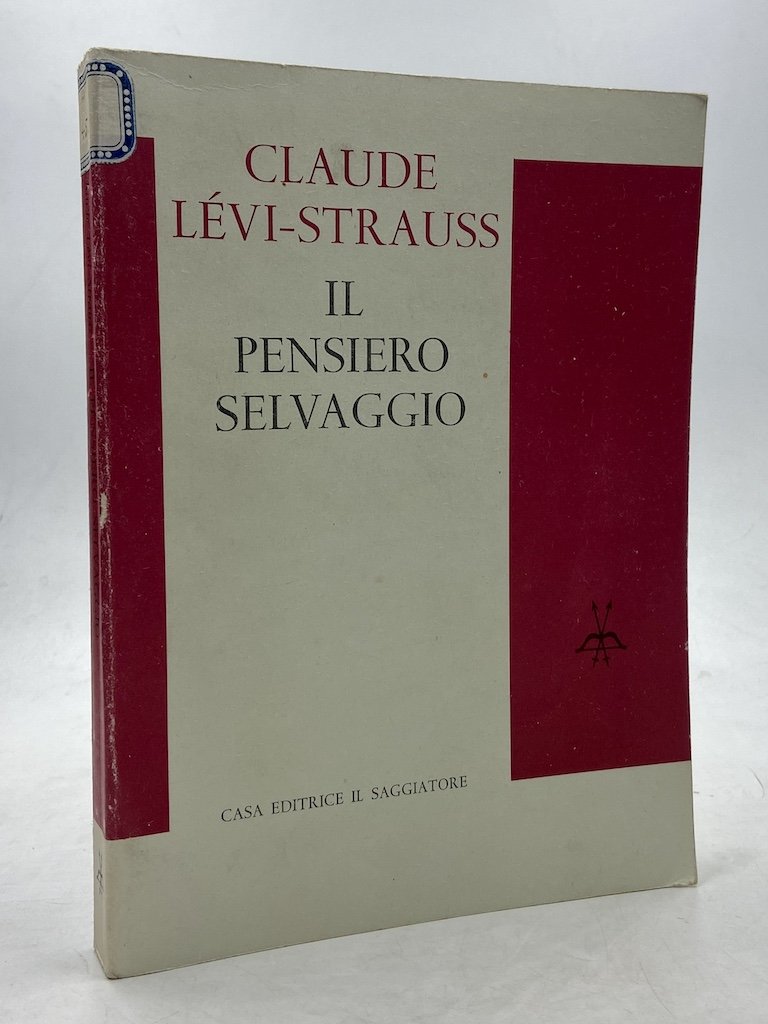 CLAUDE
LÉVI-STRAUSS
IL
PENSIERO
SELVAGGIO
CASA EDITRICE IL SAGGIATORE